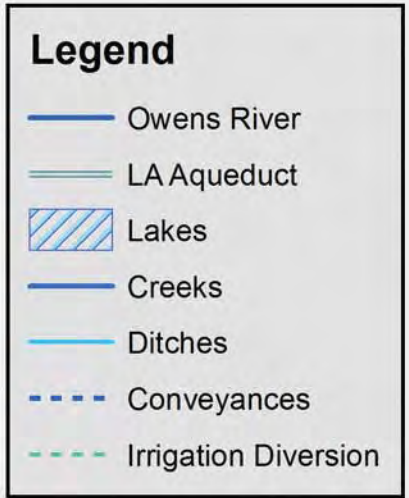 Legend
Owens River
LA Aqueduct
Lakes
Creeks
Ditches
Conveyances
Irrigation Diversion